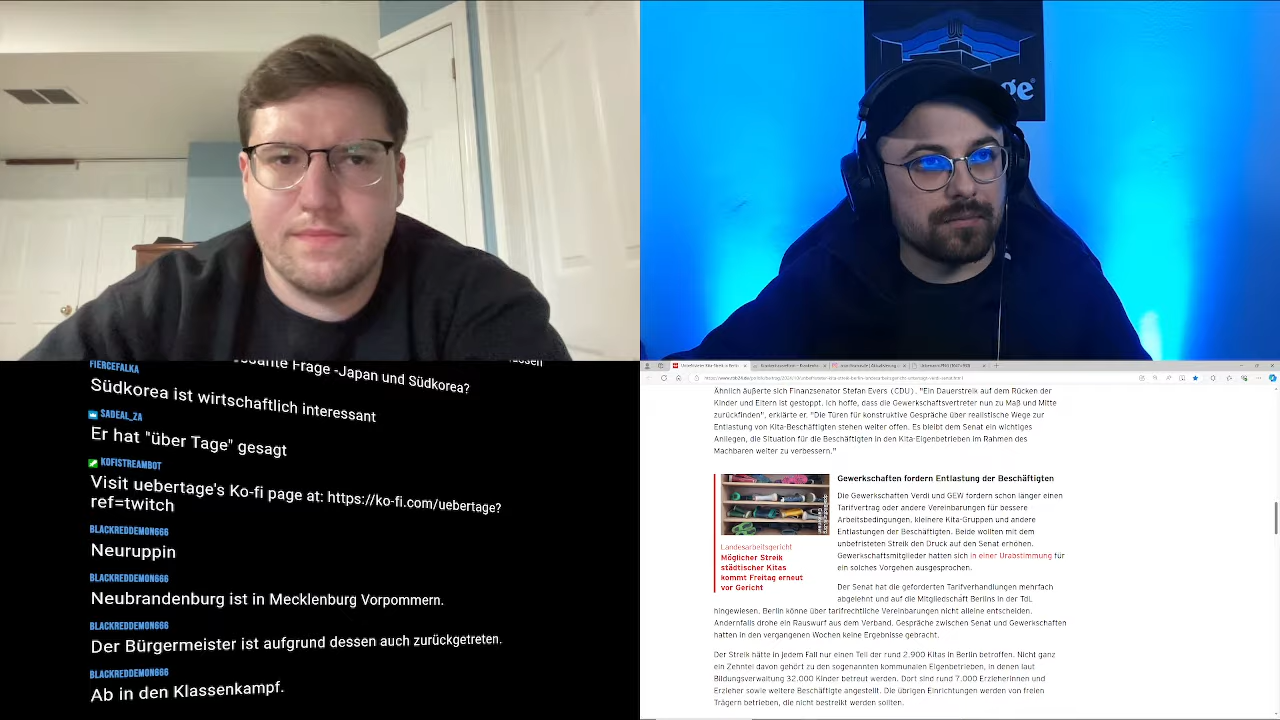 ge®
FIERCEFALKA
Frage -Japan und Südkorea?
Südkorea ist wirtschaftlich interessant
SADEAL_ZA
Er hat "über Tage" gesagt
KOFISTREAMBOT
Visit uebertage's Ko-fi page at: https://ko-fi.com/uebertage?
ref=twitch
BLACKREDDEMON666
Neuruppin
BLACKREDDEMON666
Neubrandenburg ist in Mecklenburg Vorpommern.
BLACKREDDEMON666
Der Bürgermeister ist aufgrund dessen auch zurückgetreten.
BLACKREDDEMON666
Ab in den Klassenkampf.
Ähnlich äußerte sich Finanzsenator Stefan Evers (CDU). "Ein Dauerstreik auf dem Rücken der
Kinder und Eltern ist gestoppt. Ich hoffe, dass die Gewerkschaftsvertreter nun zu Maß und Mitte
zurückfinden", erklärte er. "Die Türen für konstruktive Gespräche über realistische Wege zur
Entlastung von Kita-Beschäftigten stehen weiter offen. Es bleibt dem Senat ein wichtiges
Anliegen, die Situation für die Beschäftigten in den Kita-Eigenbetrieben im Rahmen des
Machbaren weiter zu verbessern."
Landesarbeitsgericht
Möglicher Streik
städtischer Kitas
kommt Freitag erneut
vor Gericht
Gewerkschaften fordern Entlastung der Beschäftigten
Die Gewerkschaften Verdi und GEW fordern schon länger einen
Tarifvertrag oder andere Vereinbarungen für bessere
Arbeitsbedingungen, kleinere Kita-Gruppen und andere
Entlastungen der Beschäftigten. Beide wollten mit dem
unbefristeten Streik den Druck auf den Senat erhöhen.
Gewerkschaftsmitglieder hatten sich in einer Urabstimmung für
ein solches Vorgehen ausgesprochen.
Der Senat hat die geforderten Tarifverhandlungen mehrfach
abgelehnt und auf die Mitgliedschaft Berlins in der TdL
hingewiesen. Berlin könne über tarifrechtliche Vereinbarungen nicht alleine entscheiden.
Andernfalls drohe ein Rauswurf aus dem Verband. Gespräche zwischen Senat und Gewerkschaften
hatten in den vergangenen Wochen keine Ergebnisse gebracht.
Der Streik hätte in jedem Fall nur einen Teil der rund 2.900 Kitas in Berlin betroffen. Nicht ganz
ein Zehntel davon gehört zu den sogenannten kommunalen Eigenbetrieben, in denen laut
Bildungsverwaltung 32.000 Kinder betreut werden. Dort sind rund 7.000 Erzieherinnen und
Erzieher sowie weitere Beschäftigte angestellt. Die übrigen Einrichtungen werden von freien
Trägern betrieben, die nicht bestreikt werden sollten.